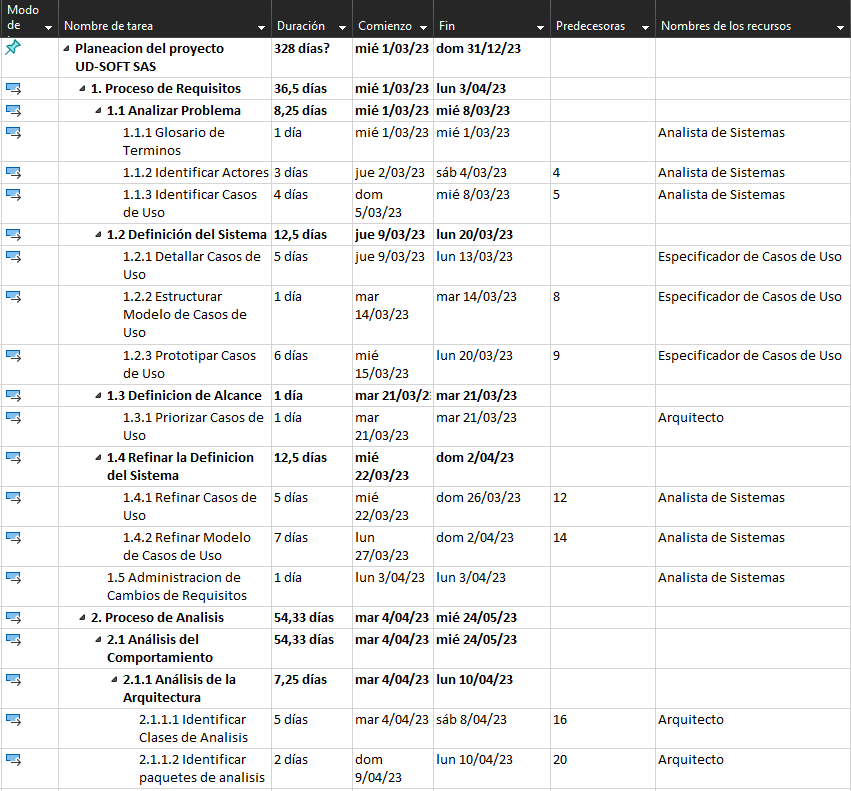 Modo de Nombre de tarea Duración Comienzo Fin Predecesoras Nombres de los recursos
Planeacion del proyecto 328 días? mié 1/03/23 dom 31/12/23
UD-SOFT SAS
1. Proceso de Requisitos 36,5 días mié 1/03/23 lun 3/04/23
1.1 Analizar Problema 8,25 días mié 1/03/23 mié 8/03/23
1.1.1 Glosario de 1 día mié 1/03/23 mié 1/03/23 Analista de Sistemas
Terminos
1.1.2 Identificar Actores 3 días jue 2/03/23 sáb 4/03/23 4 Analista de Sistemas
1.1.3 Identificar Casos 4 días dom mié 8/03/23 5 Analista de Sistemas
de Uso 5/03/23
1.2 Definición del Sistema 12,5 días jue 9/03/23 lun 20/03/23
1.2.1 Detallar Casos de 5 días jue 9/03/23 lun 13/03/23 Especificador de Casos de Uso
Uso
1.2.2 Estructurar 1 día mar mar 14/03/23 8 Especificador de Casos de Uso
Modelo de Casos de 14/03/23
Uso
1.2.3 Prototipar Casos 6 días mié lun 20/03/23 9 Especificador de Casos de Uso
de Uso 15/03/23
1.3 Definicion de Alcance 1 día mar 21/03/2 mar 21/03/23
1.3.1 Priorizar Casos de 1 día mar mar 21/03/23 Arquitecto
Uso 21/03/23
1.4 Refinar la Definicion 12,5 días mié dom 2/04/23
del Sistema 22/03/23
1.4.1 Refinar Casos de 5 días mié dom 26/03/23 12 Analista de Sistemas
Uso 22/03/23
1.4.2 Refinar Modelo 7 días lun dom 2/04/23 14 Analista de Sistemas
de Casos de Uso 27/03/23
1.5 Administracion de 1 día lun 3/04/23 lun 3/04/23 Analista de Sistemas
Cambios de Requisitos
2. Proceso de Analisis 54,33 días mar 4/04/23 mié 24/05/23
2.1 Análisis del 54,33 días mar 4/04/23 mié 24/05/23
Comportamiento
2.1.1 Análisis de la 7,25 días mar 4/04/23 lun 10/04/23
Arquitectura
2.1.1.1 Identificar 5 días mar 4/04/23 sáb 8/04/23 16 Arquitecto
Clases de Analisis
2.1.1.2 Identificar 2 días dom lun 10/04/23 20 Arquitecto
paquetes de analisis 9/04/23